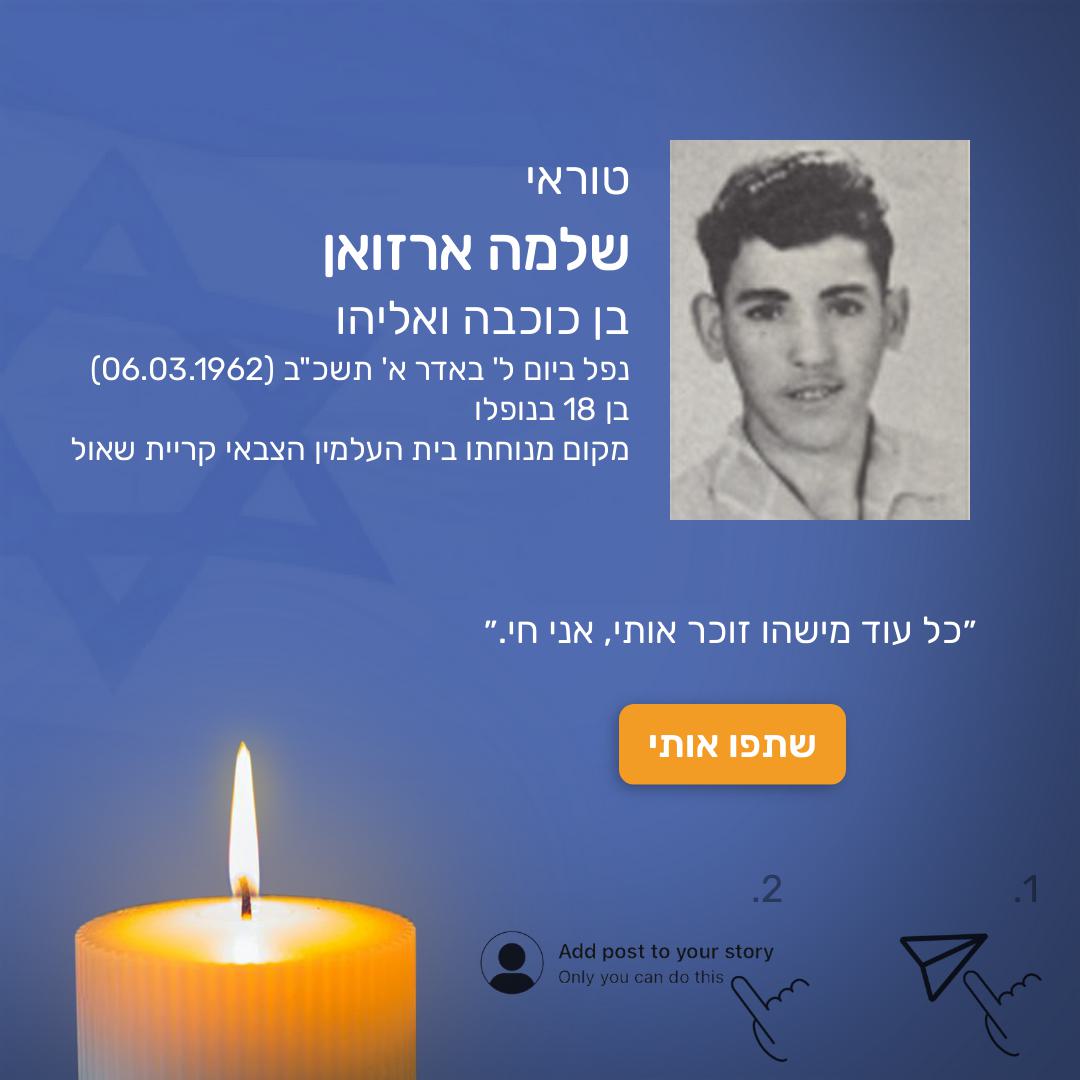 טוראי
שלמה ארזואן
בן כוכבה ואליהו
נפל ביום ל' באדר א' תשכ"ב (06.03.1962)
בן 18 בנופלו
מקום מנוחתו בית העלמין הצבאי קריית שאול
״כל עוד מישהו זוכר אותי, אני חי.״
שתפו אותי
1.
2.
Add post to your story
Only you can do this